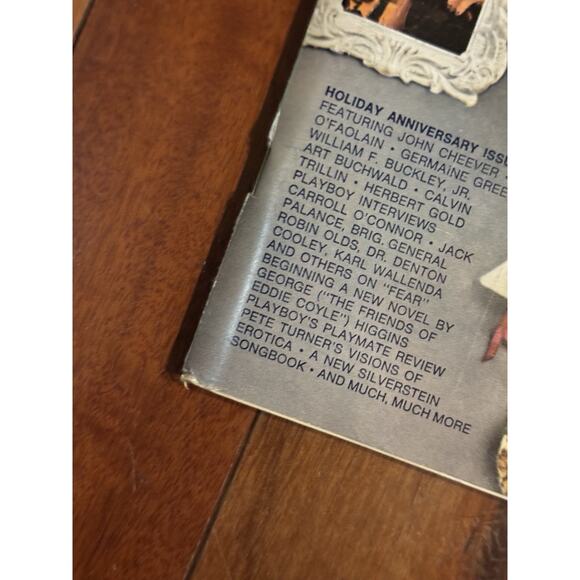 HOLIDAY ANNIVERSARY ISSU
FEATURING JOHN CHEEVER •
O'FAOLAIN • GERMAINE GREE
WILLIAM F. BUCKLEY, JR.
ART BUCHWALD • CALVIN
TRILLIN • HERBERT GOLD
PLAYBOY INTERVIEWS
CARROLL O'CONNOR • JACK
PALANCE, BRIG. GENERAL
ROBIN OLDS, DR. DENTON
COOLEY, KARL WALLENDA
AND OTHERS ON "FEAR"
BEGINNING A NEW NOVEL BY
GEORGE ("THE FRIENDS OF
EDDIE COYLE") HIGGINS
PLAYBOY'S PLAYMATE REVIEW
PETE TURNER'S VISIONS OF
EROTICA • A NEW SILVERSTEIN
SONGBOOK • AND MUCH, MUCH MORE